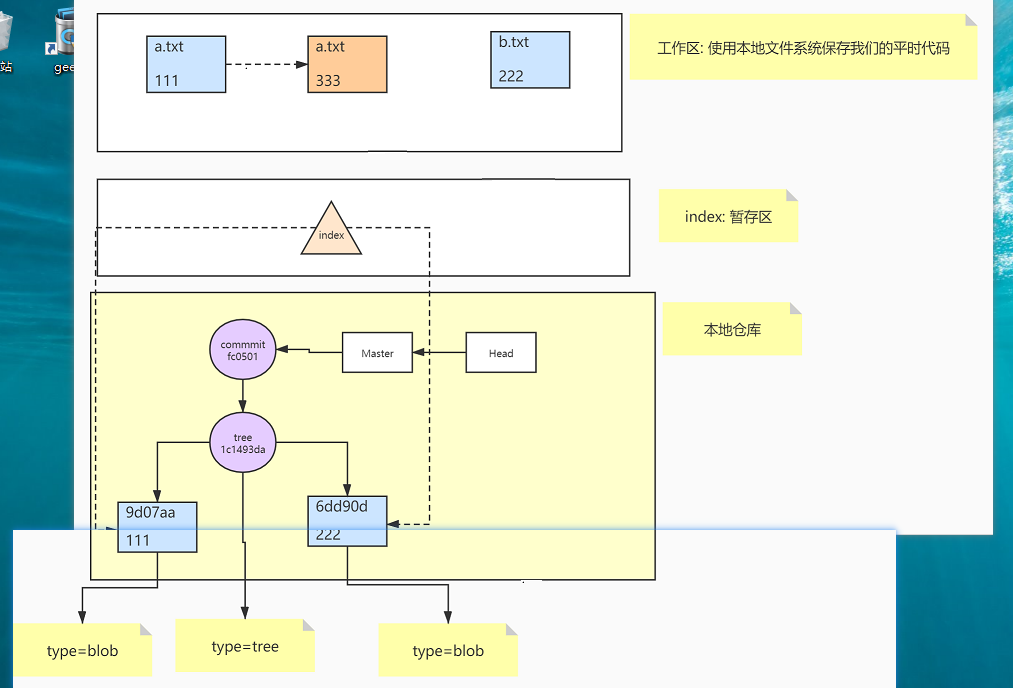 a.txt
111
a.txt
333
b.txt
222
工作区: 使用本地文件系统保存我们的平时代码
站
gee
index
index: 暂存区
本地仓库
commmit
fc0501
Master
Head
tree
1c1493da
9d07aa
111
6dd90d
222
type=blob
type=tree
type=blob